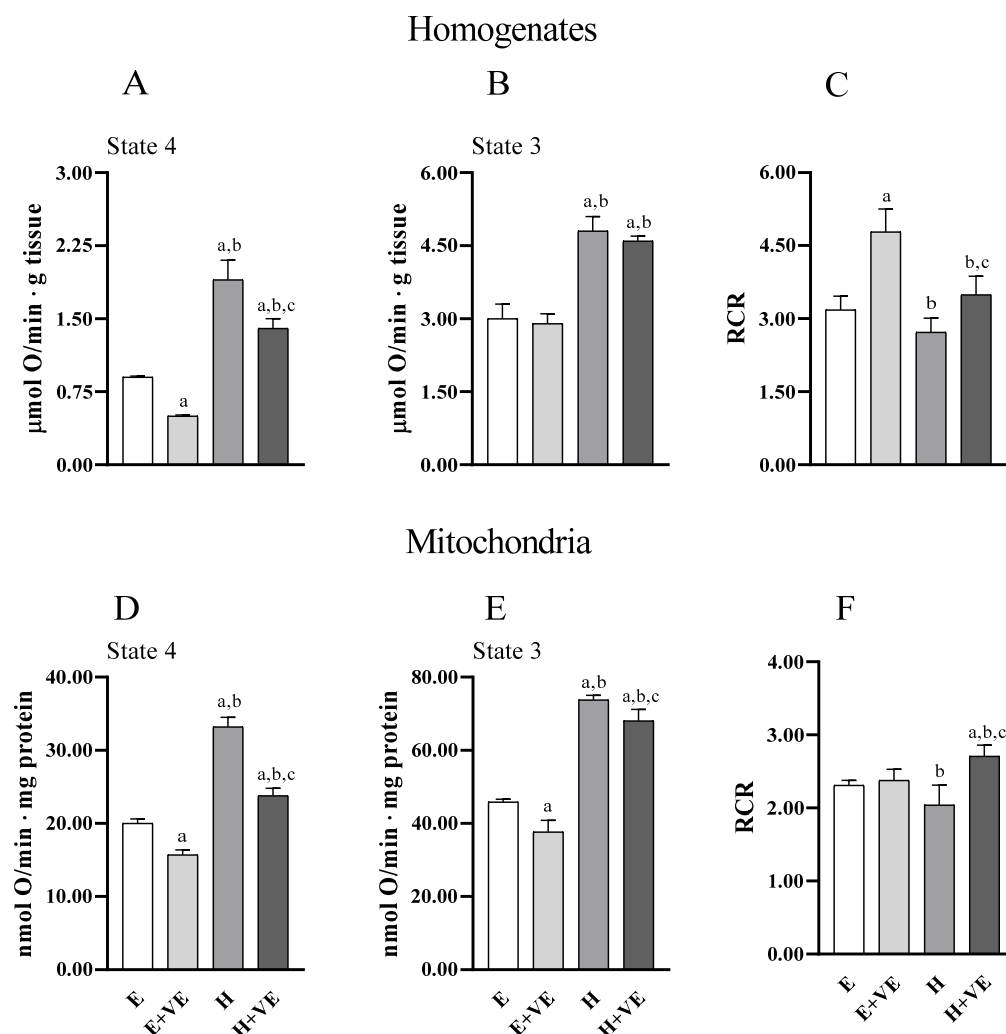 Homogenates
A
B
C
State 4
State 3
3.00
2.25
1.50
0.75
0.00
µmol O/min · g tissue
a
a,b
a,b,c
6.00
4.50
3.00
1.50
0.00
µmol O/min · g tissue
a,b
a,b
6.00
4.50
3.00
1.50
0.00
RCR
a
b
b,c
Mitochondria
D
E
F
State 4
State 3
40.00
30.00
20.00
10.00
0.00
nmol O/min · mg protein
a
a,b
a,b,c
E
E+VE
H
H+VE
80.00
60.00
40.00
20.00
0.00
nmol O/min · mg protein
a
a,b
a,b,c
E
E+VE
H
H+VE
4.00
3.00
2.00
1.00
0.00
RCR
b
a,b,c
E
E+VE
H
H+VE